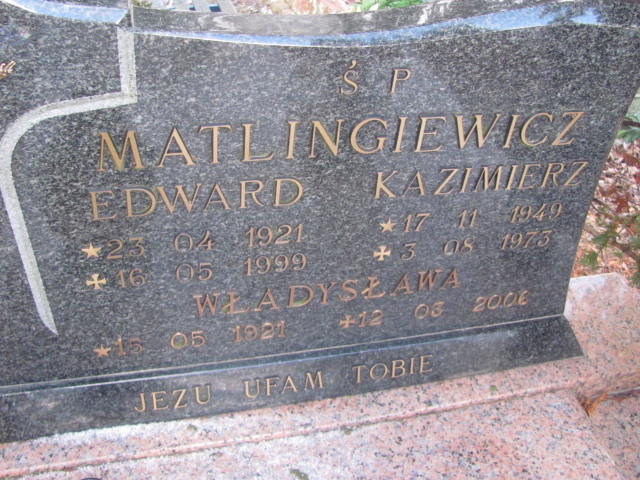 Ś P
MATLINGIEWICZ
EDWARD KAZIMIERZ
★23 04 1921 ★17 11 1949
✝16 05 1999 ✝3 08 1973
WŁADYSŁAWA
★15 05 1921 ✝12 03 2006
JEZU UFAM TOBIE